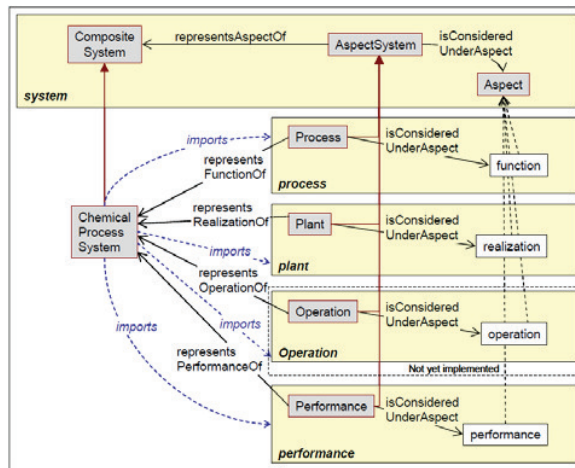 Composite
System
representsAspectOf
AspectSystem
isConsidered
UnderAspect
Aspect
system
imports
Process
isConsidered
UnderAspect
represents
FunctionOf
function
process
Chemical
Process
System
represents
RealizationOf
Plant
isConsidered
UnderAspect
realization
imports
plant
represents
OperationOf
Operation
isConsidered
UnderAspect
imports
imports
operation
Operation
represents
PerformanceOf
Not yet implemented
Performance
isConsidered
UnderAspect
performance
performance